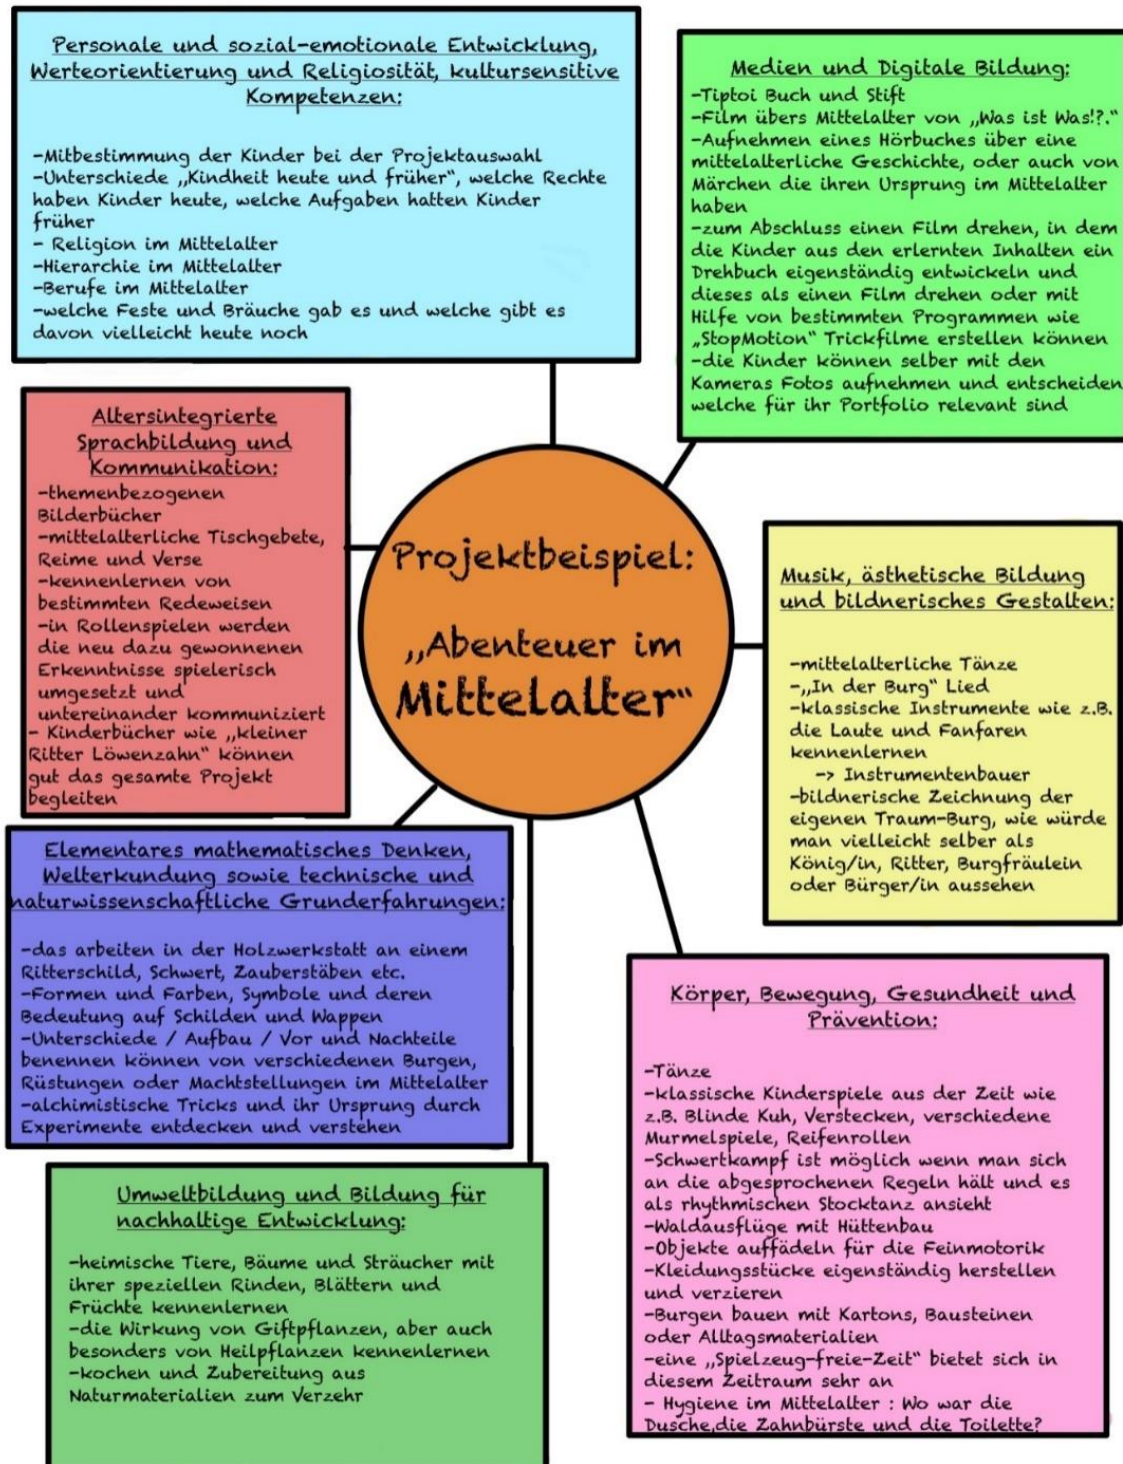 Personale und sozial-emotionale Entwicklung,
Werteorientierung und Religiosität, kultursensitive
Kompetenzen:
-Mitbestimmung der Kinder bei der Projektauswahl
-Unterschiede „Kindheit heute und früher“, welche Rechte
haben Kinder heute, welche Aufgaben hatten Kinder
früher
- Religion im Mittelalter
-Hierarchie im Mittelalter
-Berufe im Mittelalter
-welche Feste und Bräuche gab es und welche gibt es
davon vielleicht heute noch
Medien und Digitale Bildung:
-Tiptoi Buch und Stift
-Film übers Mittelalter von „Was ist Was!?.“
-Aufnehmen eines Hörbuches über eine
mittelalterliche Geschichte, oder auch von
Märchen die ihren Ursprung im Mittelalter
haben
-zum Abschluss einen Film drehen, in dem
die Kinder aus den erlernten Inhalten ein
Drehbuch eigenständig entwickeln und
dieses als einen Film drehen oder mit
Hilfe von bestimmten Programmen wie
„StopMotion“ Trickfilme erstellen können
-die Kinder können selber mit den
Kameras Fotos aufnehmen und entscheiden
welche für ihr Portfolio relevant sind
Altersintegrierte
Sprachbildung und
Kommunikation:
-themenbezogenen
Bilderbücher
-mittelalterliche Tischgebete,
Reime und Verse
-kennenlernen von
bestimmten Redeweisen
-in Rollenspielen werden
die neu dazu gewonnenen
Erkenntnisse spielerisch
umgesetzt und
untereinander kommuniziert
- Kinderbücher wie „kleiner
Ritter Löwenzahn“ können
gut das gesamte Projekt
begleiten
Projektbeispiel:
„Abenteuer im
Mittelalter“
Musik, ästhetische Bildung
und bildnerisches Gestalten:
-mittelalterliche Tänze
-„In der Burg“ Lied
-klassische Instrumente wie z.B.
die Laute und Fanfaren
kennenlernen
-> Instrumentenbauer
-bildnerische Zeichnung der
eigenen Traum-Burg, wie würde
man vielleicht selber als
König/in, Ritter, Burgfräulein
oder Bürger/in aussehen
Elementares mathematisches Denken,
Welterkundung sowie technische und
naturwissenschaftliche Grunderfahrungen:
-das arbeiten in der Holzwerkstatt an einem
Ritterschild, Schwert, Zauberstäben etc.
-Formen und Farben, Symbole und deren
Bedeutung auf Schilden und Wappen
-Unterschiede / Aufbau / Vor und Nachteile
benennen können von verschiedenen Burgen,
Rüstungen oder Machtstellungen im Mittelalter
-alchimistische Tricks und ihr Ursprung durch
Experimente entdecken und verstehen
Körper, Bewegung, Gesundheit und
Prävention:
-Tänze
-klassische Kinderspiele aus der Zeit wie
z.B. Blinde Kuh, Verstecken, verschiedene
Murmelspiele, Reifenrollen
-Schwertkampf ist möglich wenn man sich
an die abgesprochenen Regeln hält und es
als rhythmischen Stocktanz ansieht
-Waldausflüge mit Hüttenbau
-Objekte auffädeln für die Feinmotorik
-Kleidungsstücke eigenständig herstellen
und verzieren
-Burgen bauen mit Kartons, Bausteinen
oder Alltagsmaterialien
-eine „Spielzeug-freie-Zeit“ bietet sich in
diesem Zeitraum sehr an
- Hygiene im Mittelalter : Wo war die
Dusche,die Zahnbürste und die Toilette?
Umweltbildung und Bildung für
nachhaltige Entwicklung:
-heimische Tiere, Bäume und Sträucher mit
ihrer speziellen Rinden, Blättern und
Früchte kennenlernen
-die Wirkung von Giftpflanzen, aber auch
besonders von Heilpflanzen kennenlernen
-kochen und Zubereitung aus
Naturmaterialien zum Verzehr